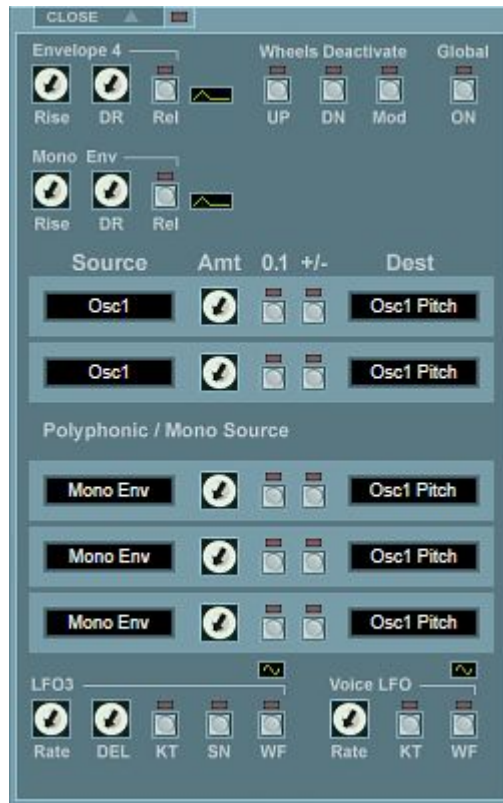 CLOSE
Envelope 4 Wheels Deactivate Global
Rise DR Rel UP DN Mod ON
Mono Env
Rise DR Rel
Source Amt 0.1 +/- Dest
Osc1 Osc1 Pitch
Osc1 Osc1 Pitch
Polyphonic / Mono Source
Mono Env Osc1 Pitch
Mono Env Osc1 Pitch
Mono Env Osc1 Pitch
LFO3 Voice LFO
Rate DEL KT SN WF Rate KT WF